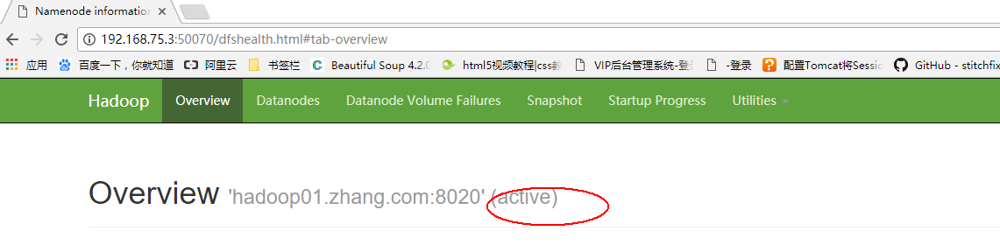 Namenode information
192.168.75.3:50070/dfshealth.html#tab-overview
应用 百度一下，你就知道 阿里云 书签栏 Beautiful Soup 4.2.0 html5视频教程|css教 VIP后台管理系统-登录 -登录 配置Tomcat将Sessic GitHub - stitchfix
Hadoop Overview Datanodes Datanode Volume Failures Snapshot Startup Progress Utilities
Overview 'hadoop01.zhang.com:8020' (active)